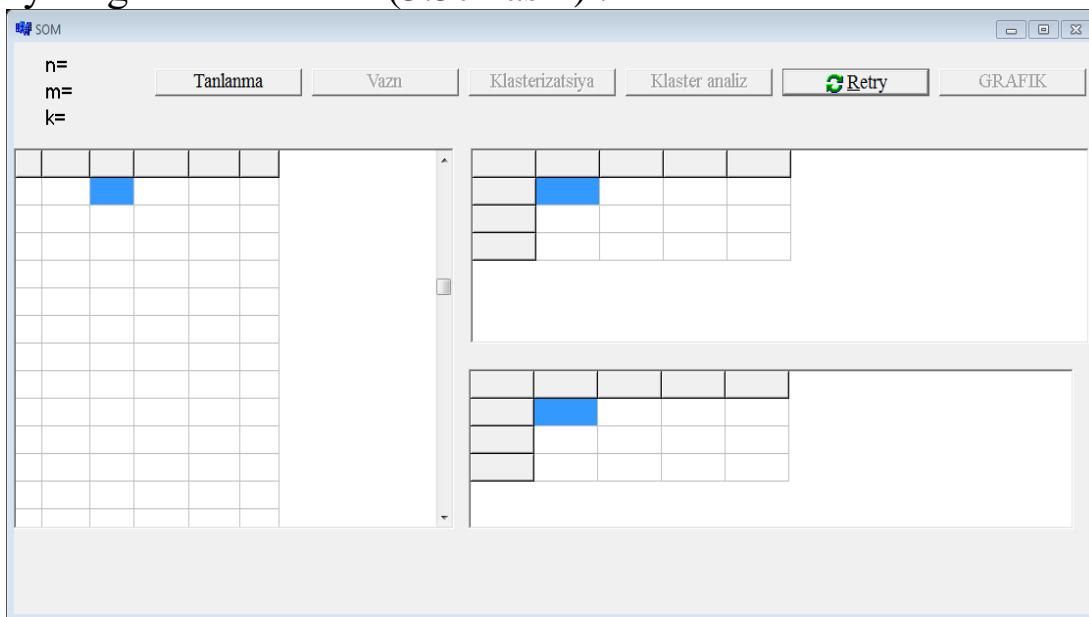 SOM
n=
m=
k=
Tanlanma
Vazn
Klasterizatsiya
Klaster analiz
Retry
GRAFIK